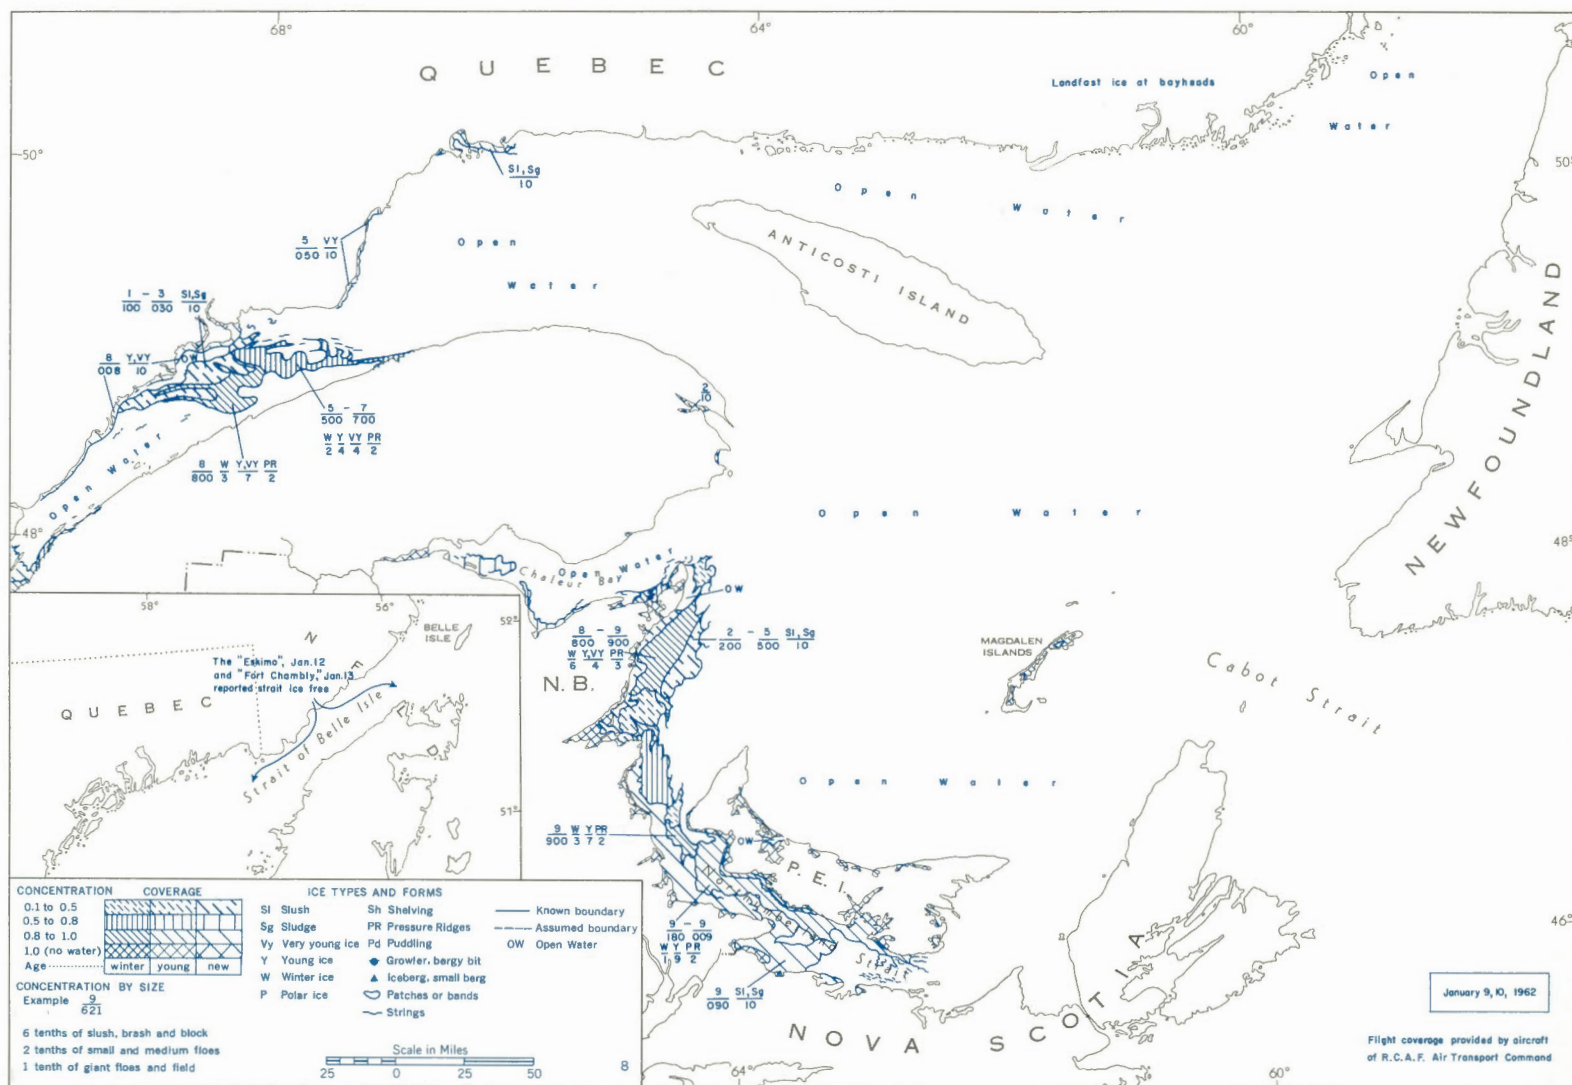 68°
64°
60°
QUEBEC
Landfast ice at bayheads
Open
Water
50°
50°
Sl, Sg
10
Open Water
ANTICOSTI ISLAND
5 VY
050 10
Open
Water
1 - 3 Sl,Sg
100 030 10
OW
8 Y,VY
008 10
2
10
5 - 7
500 700
W Y VY PR
2 4 4 2
8 W Y,VY PR
800 3 7 2
Open Water
NEWFOUNDLAND
48°
48°
Open Water
Open Water
Chaleur Bay
OW
8 - 9
800 900
W Y,VY PR
6 4 3
2 - 5 Sl, Sg
200 500 10
N.B.
MAGDALEN
ISLANDS
Cabot Strait
58°
56°
52°
BELLE
ISLE
NFLD
The "Eskimo", Jan.12
and "Fort Chambly," Jan.13
reported strait ice free
QUEBEC
Strait of Belle Isle
51°
Open Water
9 W Y PR
900 3 7 2
OW
P.E.I.
Northumberland
Strait
9 - 9
180 009
W Y PR
1 9 2
9 Sl, Sg
090 10
46°
NOVA SCOTIA
CONCENTRATION COVERAGE
0.1 to 0.5
0.5 to 0.8
0.8 to 1.0
1.0 (no water)
Age winter young new
CONCENTRATION BY SIZE
Example 9
621
6 tenths of slush, brash and block
2 tenths of small and medium floes
1 tenth of giant floes and field
ICE TYPES AND FORMS
Sl Slush
Sg Sludge
Vy Very young ice
Y Young ice
W Winter ice
P Polar ice
Sh Shelving
PR Pressure Ridges
Pd Puddling
Growler, bergy bit
Iceberg, small berg
Patches or bands
Strings
Known boundary
Assumed boundary
OW Open Water
Scale in Miles
25 0 25 50
8
January 9, 10, 1962
Flight coverage provided by aircraft
of R.C.A.F. Air Transport Command
64°
60°